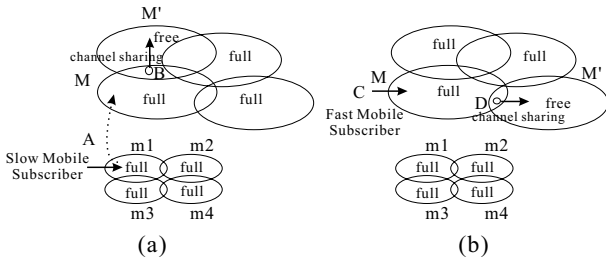 M'
free
channel sharing
full
M
B
full
full
A
Slow Mobile
Subscriber
m1
m2
full
full
full
full
m3
m4
(a)
full
M'
M
C
full
D
free
channel sharing
Fast Mobile
Subscriber
m1
m2
full
full
full
full
m3
m4
(b)